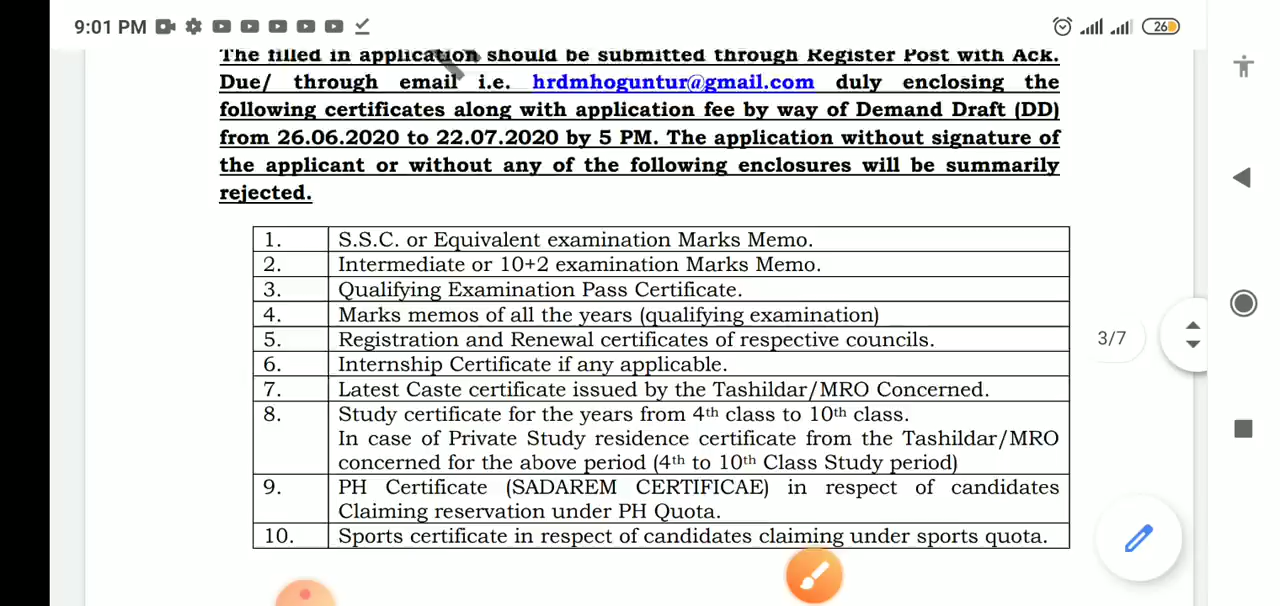 9:01 PM
26
The filled in application should be submitted through Register Post with Ack.
Due/ through email i.e. hrdmhoguntur@gmail.com duly enclosing the
following certificates along with application fee by way of Demand Draft (DD)
from 26.06.2020 to 22.07.2020 by 5 PM. The application without signature of
the applicant or without any of the following enclosures will be summarily
rejected.
1. S.S.C. or Equivalent examination Marks Memo.
2. Intermediate or 10+2 examination Marks Memo.
3. Qualifying Examination Pass Certificate.
4. Marks memos of all the years (qualifying examination)
5. Registration and Renewal certificates of respective councils.
3/7
6. Internship Certificate if any applicable.
7. Latest Caste certificate issued by the Tashildar/MRO Concerned.
8. Study certificate for the years from 4th class to 10th class.
In case of Private Study residence certificate from the Tashildar/MRO
concerned for the above period (4th to 10th Class Study period)
9. PH Certificate (SADAREM CERTIFICAE) in respect of candidates
Claiming reservation under PH Quota.
10. Sports certificate in respect of candidates claiming under sports quota.